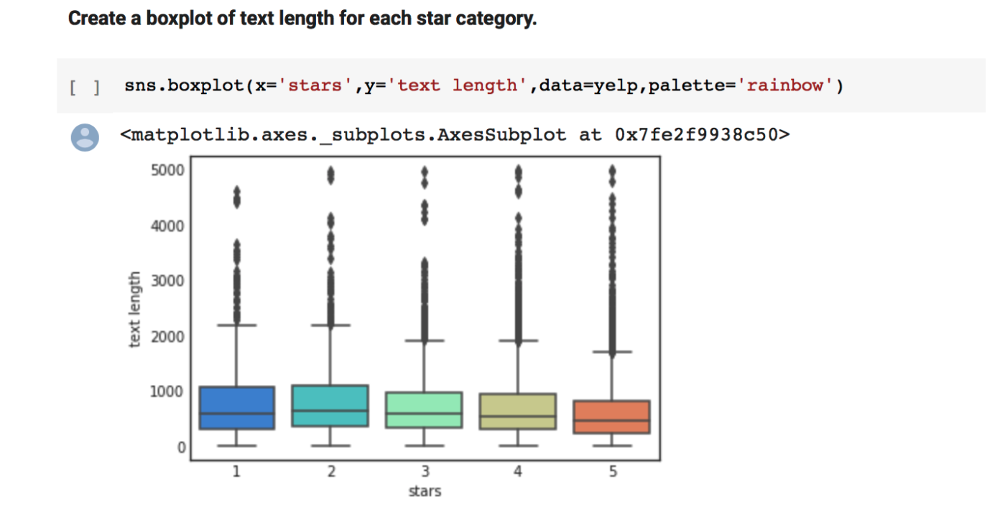 Create a boxplot of text length for each star category.
[ ] sns.boxplot(x='stars',y='text length',data=yelp,palette='rainbow')
<matplotlib.axes._subplots.AxesSubplot at 0x7fe2f9938c50>
5000
4000
3000
2000
1000
0
text length
1 2 3 4 5
stars